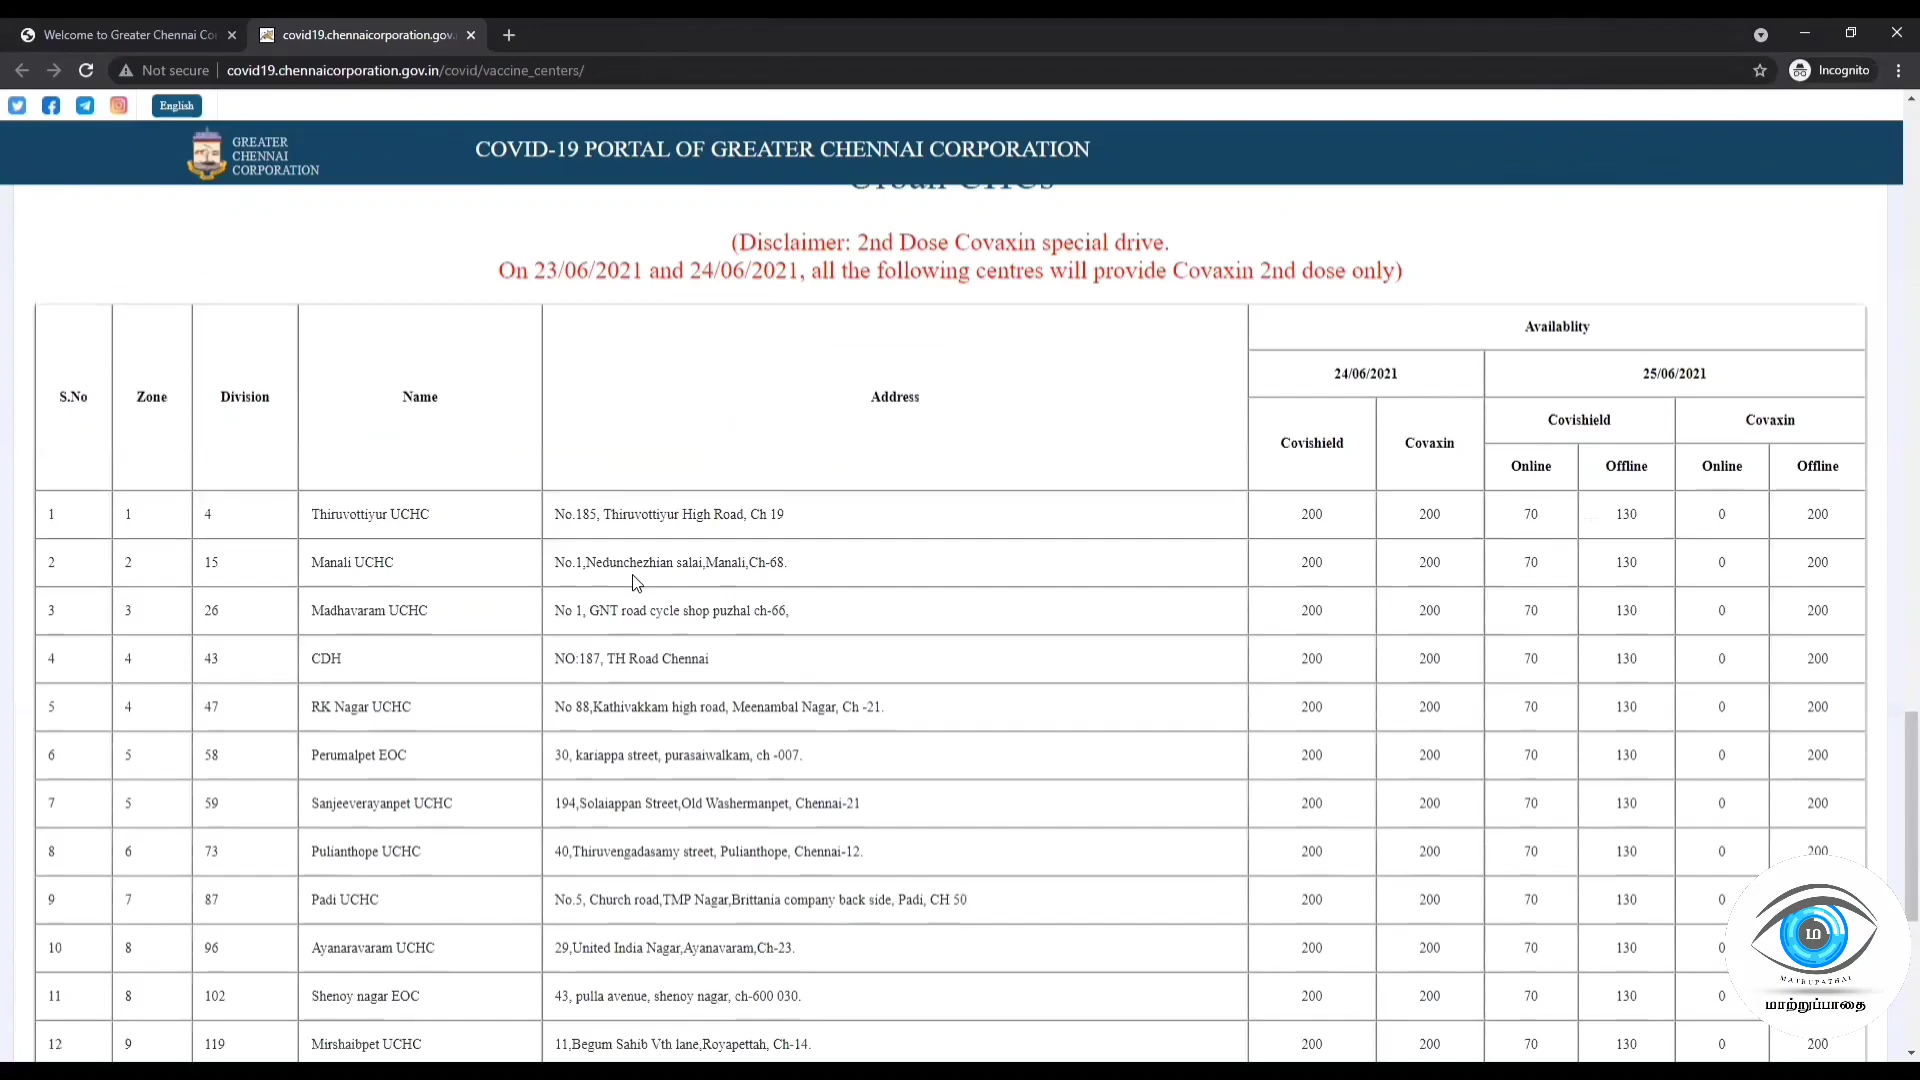 Welcome to Greater Chennai Co
covid19.chennaicorporation.gov.
Not secure
covid19.chennaicorporation.gov.in/covid/vaccine_centers/
Incognito
English
GREATER
CHENNAI
CORPORATION
COVID-19 PORTAL OF GREATER CHENNAI CORPORATION
(Disclaimer: 2nd Dose Covaxin special drive.
On 23/06/2021 and 24/06/2021, all the following centres will provide Covaxin 2nd dose only)
S.No Zone Division Name Address Availablity
24/06/2021 25/06/2021
Covishield Covaxin Covishield Covaxin
Online Offline Online Offline
1 1 4 Thiruvottiyur UCHC No.185, Thiruvottiyur High Road, Ch 19 200 200 70 130 0 200
2 2 15 Manali UCHC No.1,Nedunchezhian salai,Manali,Ch-68. 200 200 70 130 0 200
3 3 26 Madhavaram UCHC No 1, GNT road cycle shop puzhal ch-66, 200 200 70 130 0 200
4 4 43 CDH NO:187, TH Road Chennai 200 200 70 130 0 200
5 4 47 RK Nagar UCHC No 88,Kathivakkam high road, Meenambal Nagar, Ch -21. 200 200 70 130 0 200
6 5 58 Perumalpet EOC 30, kariappa street, purasaiwalkam, ch -007. 200 200 70 130 0 200
7 5 59 Sanjeeverayanpet UCHC 194,Solaiappan Street,Old Washermanpet, Chennai-21 200 200 70 130 0 200
8 6 73 Pulianthope UCHC 40,Thiruvengadasamy street, Pulianthope, Chennai-12. 200 200 70 130 0 200
9 7 87 Padi UCHC No.5, Church road,TMP Nagar,Brittania company back side, Padi, CH 50 200 200 70 130 0
10 8 96 Ayanaravaram UCHC 29,United India Nagar,Ayanavaram,Ch-23. 200 200 70 130 0
11 8 102 Shenoy nagar EOC 43, pulla avenue, shenoy nagar, ch-600 030. 200 200 70 130 0
12 9 119 Mirshaibpet UCHC 11,Begum Sahib Vth lane,Royapettah, Ch-14. 200 200 70 130 0 200
மா
MATRUPATHAI
மாற்றுப்பாதை